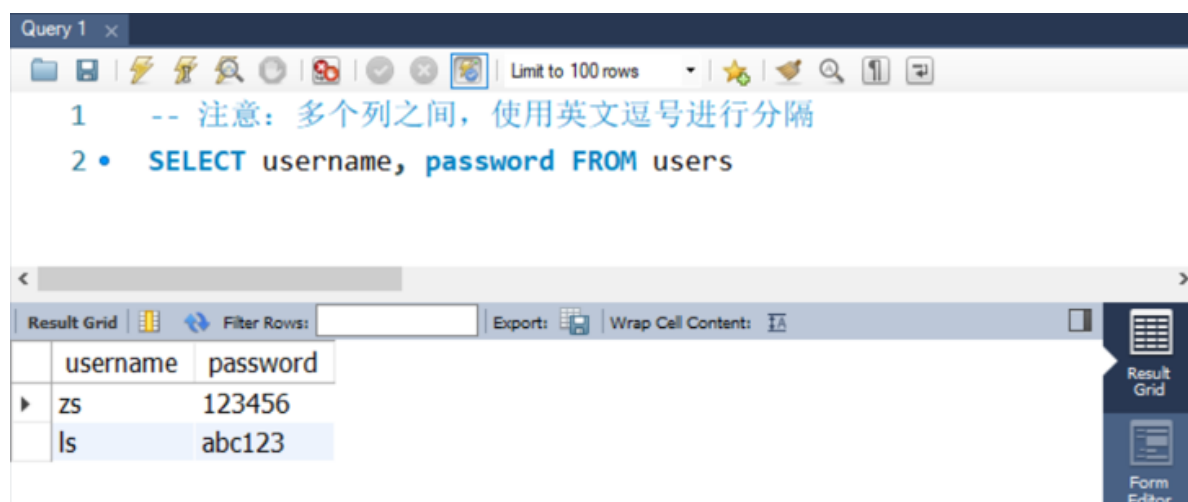 Query 1
Limit to 100 rows
1 -- 注意：多个列之间，使用英文逗号进行分隔
2 SELECT username, password FROM users
Result Grid Filter Rows: Export: Wrap Cell Content:
username password
zs 123456
ls abc123
Result
Grid
Form
Editor